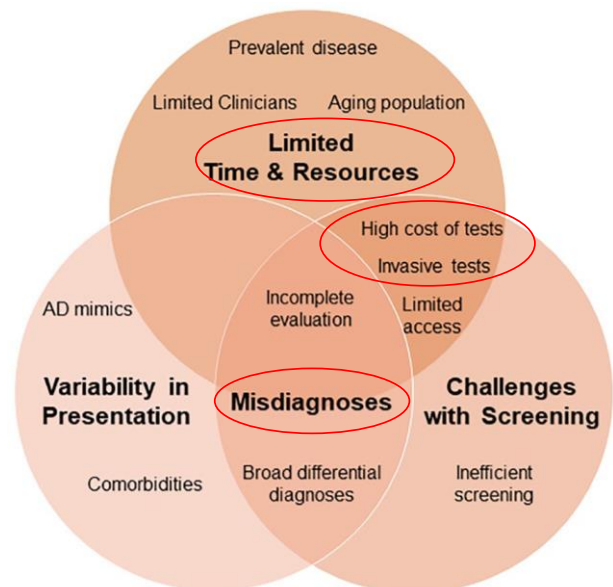 Prevalent disease
Limited Clinicians
Aging population
Limited
Time & Resources
High cost of tests
Invasive tests
Limited
access
AD mimics
Incomplete
evaluation
Variability in
Presentation
Misdiagnoses
Challenges
with Screening
Comorbidities
Broad differential
diagnoses
Inefficient
screening